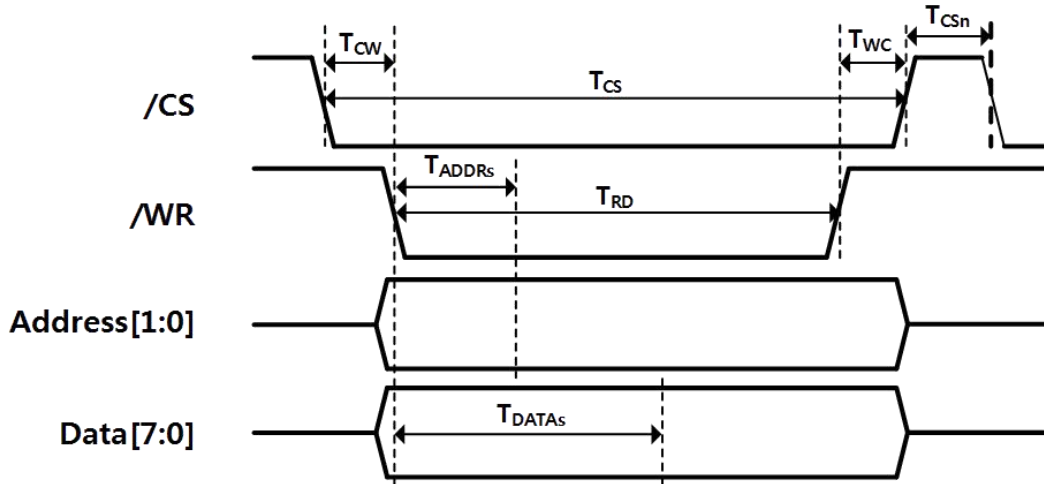 TCSn
TCW
TWC
/CS
TCS
TADDRs
/WR
TRD
Address[1:0]
TDATAs
Data[7:0]